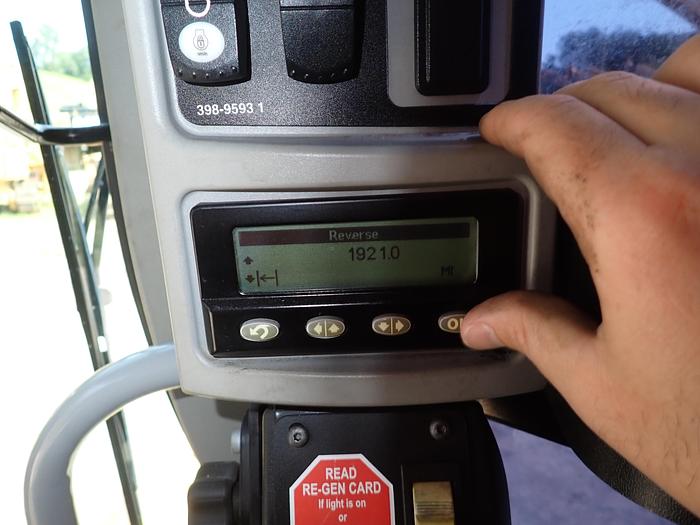 398-9593 1
Reverse
1921.0
MI
READ
RE-GEN CARD
if light is on
or